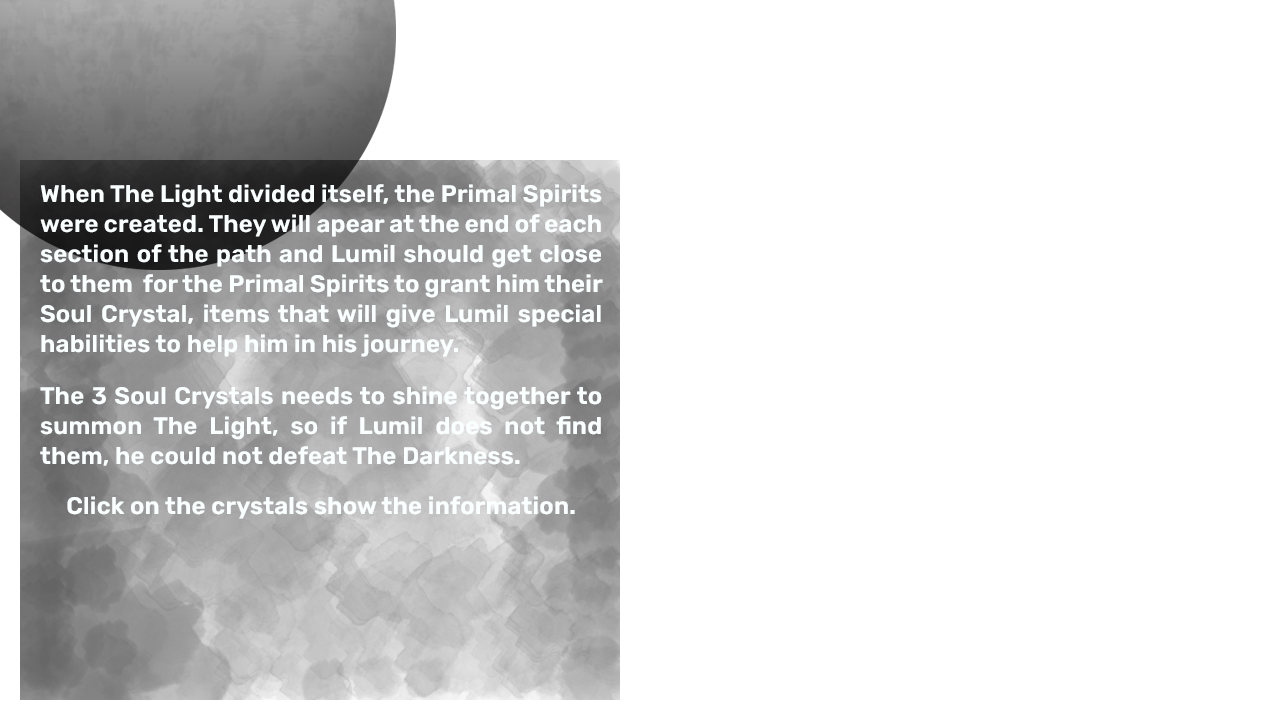 When The Light divided itself, the Primal Spirits
were created. They will apear at the end of each
section of the path and Lumil should get close
to them for the Primal Spirits to grant him their
Soul Crystal, items that will give Lumil special
habilities to help him in his journey.
The 3 Soul Crystals needs to shine together to
summon The Light, so if Lumil does not find
them, he could not defeat The Darkness.
Click on the crystals show the information.